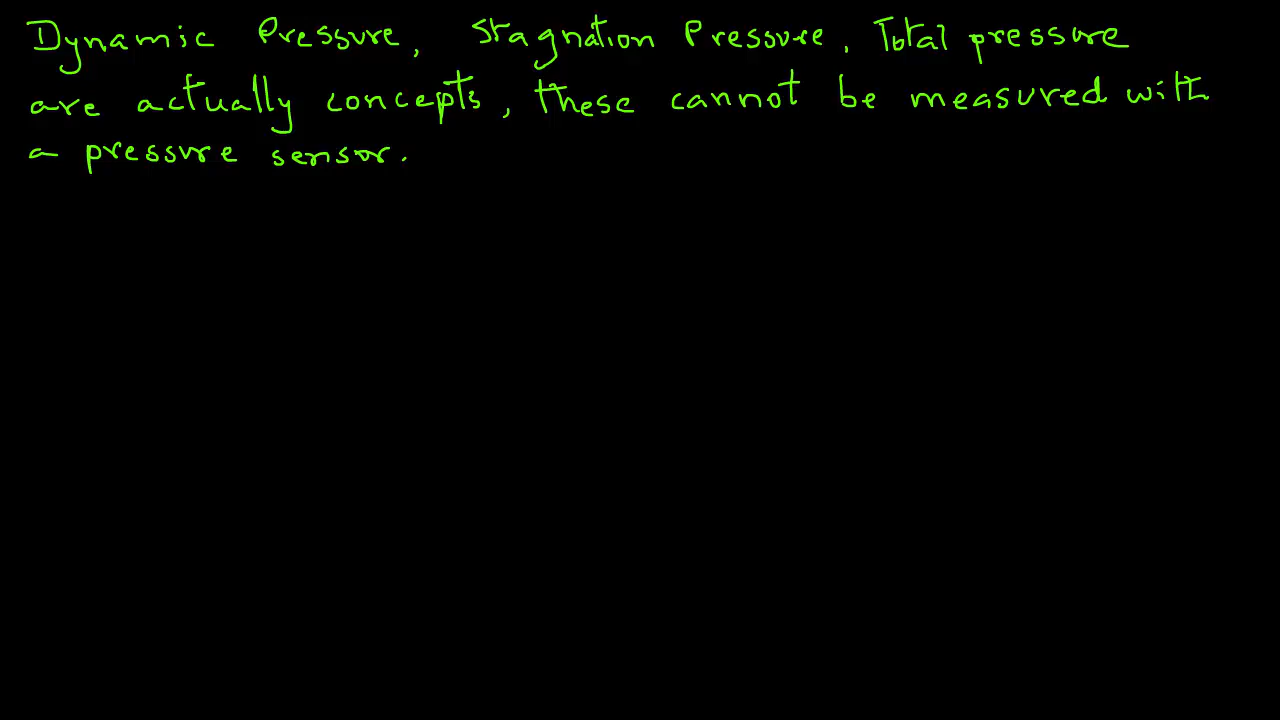 Dynamic Pressure, Stagnation Pressure, Total pressure
are actually concepts, these cannot be measured with
a pressure sensor.